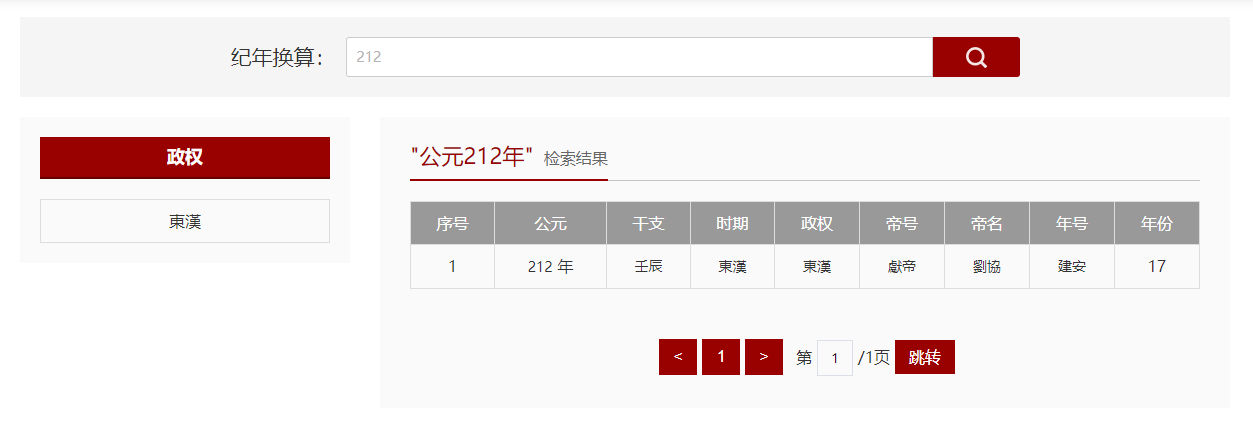 纪年换算： 212
政权
東漢
"公元212年" 检索结果
序号 公元 干支 时期 政权 帝号 帝名 年号 年份
1 212 年 壬辰 東漢 東漢 獻帝 劉協 建安 17
< 1 > 第 1 /1页 跳转